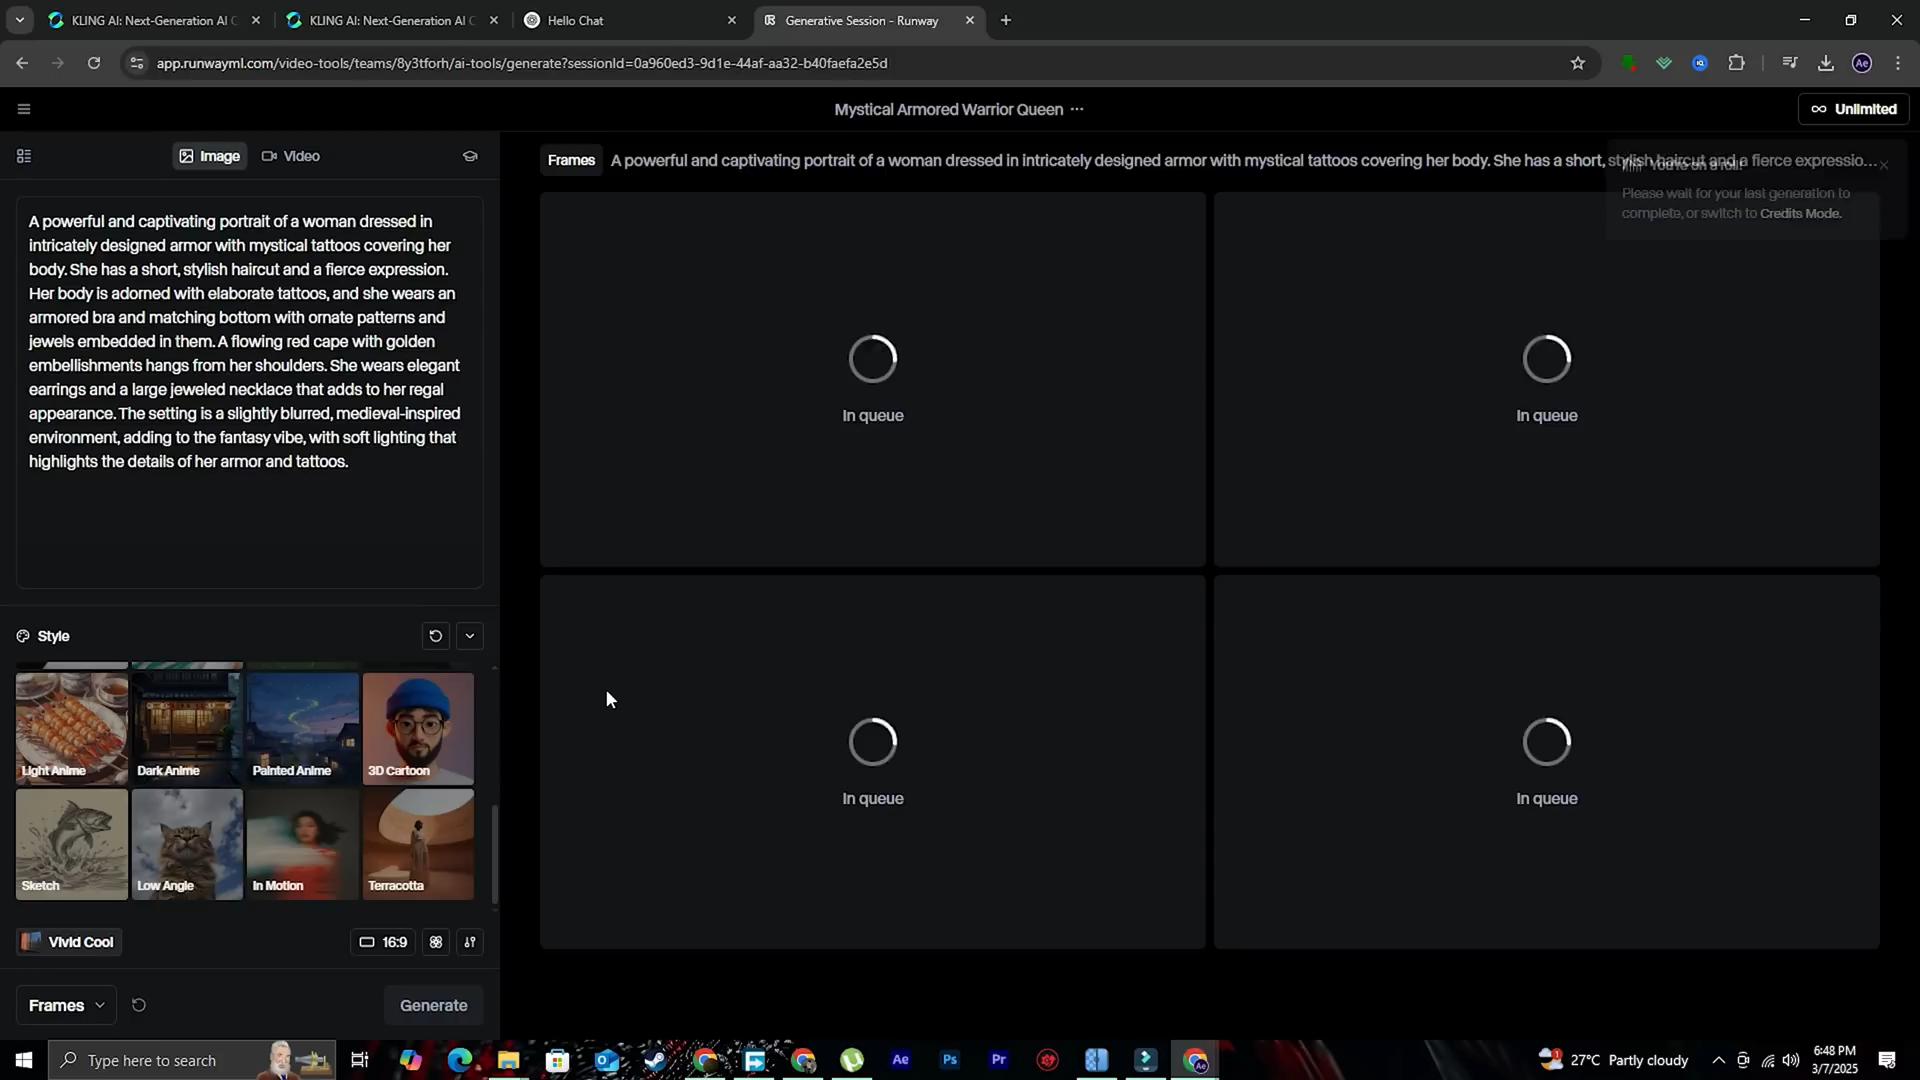 KLING AI: Next-Generation AI C
KLING AI: Next-Generation AI C
Hello Chat
Generative Session - Runway
app.runwayml.com/video-tools/teams/8y3tforh/ai-tools/generate?sessionId=0a960ed3-9d1e-44af-aa32-b40faefa2e5d
Ae
Mystical Armored Warrior Queen
Unlimited
Image
Video
Frames
A powerful and captivating portrait of a woman dressed in intricately designed armor with mystical tattoos covering her body. She has a short, stylish haircut and a fierce expressio...
You're on a roll!
Please wait for your last generation to
complete, or switch to Credits Mode.
A powerful and captivating portrait of a woman dressed in
intricately designed armor with mystical tattoos covering her
body. She has a short, stylish haircut and a fierce expression.
Her body is adorned with elaborate tattoos, and she wears an
armored bra and matching bottom with ornate patterns and
jewels embedded in them. A flowing red cape with golden
embellishments hangs from her shoulders. She wears elegant
earrings and a large jeweled necklace that adds to her regal
appearance. The setting is a slightly blurred, medieval-inspired
environment, adding to the fantasy vibe, with soft lighting that
highlights the details of her armor and tattoos.
In queue
In queue
In queue
In queue
Style
Light Anime
Dark Anime
Painted Anime
3D Cartoon
Sketch
Low Angle
In Motion
Terracotta
Vivid Cool
16:9
Frames
Generate
Type here to search
Ae
Ps
Pr
27°C Partly cloudy
6:48 PM
3/7/2025